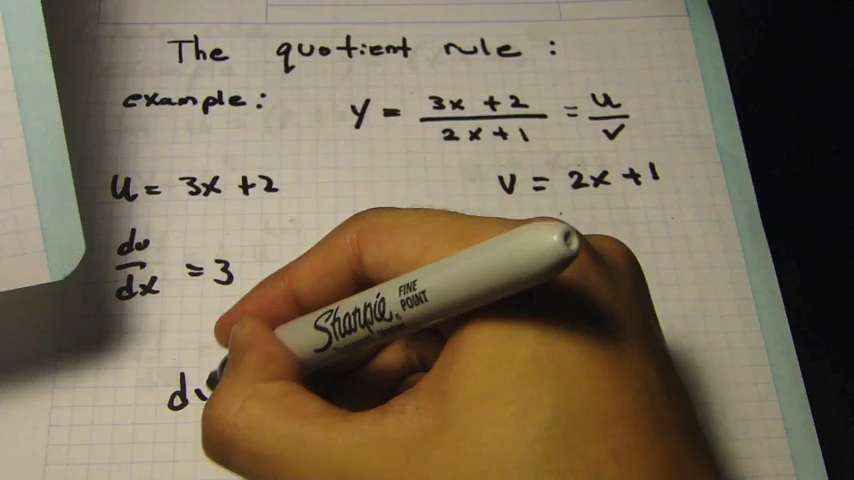 The quotient rule :
example :
y = 3x + 2 / 2x + 1 = u / v
u = 3x + 2
v = 2x + 1
du / dx = 3
Sharpie. FINE POINT
d